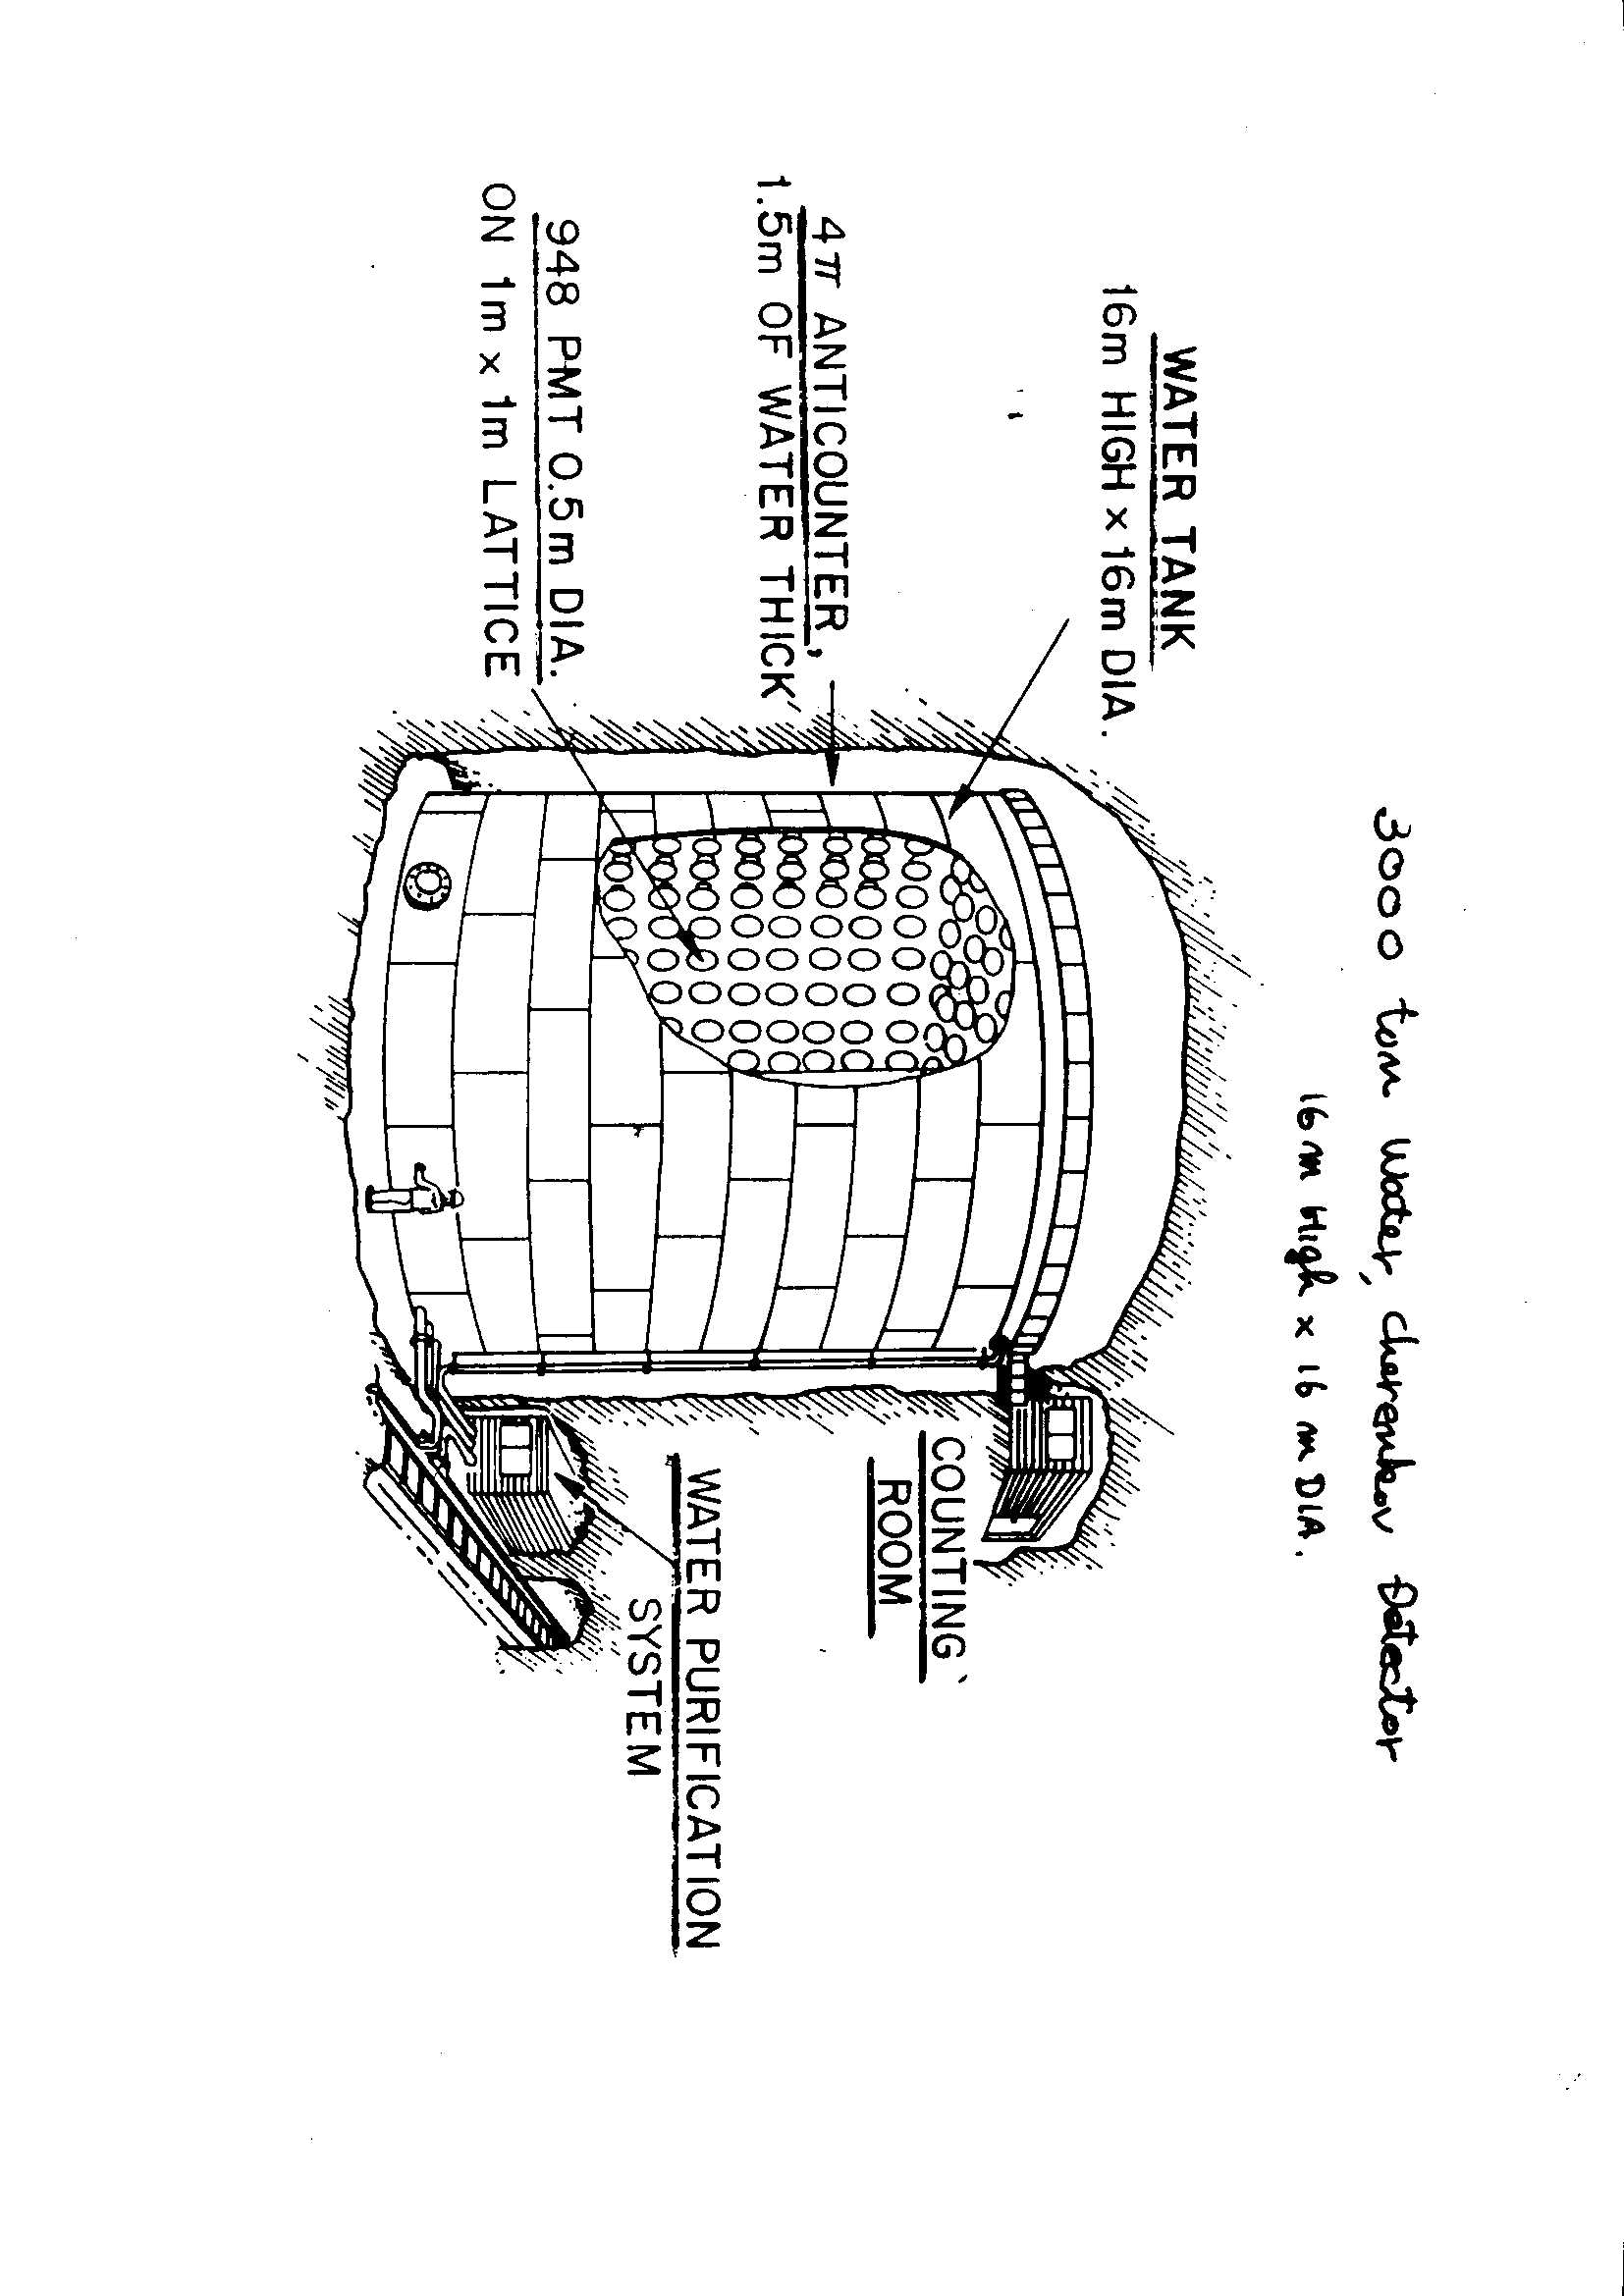 3000 ton Water, Cherenkov Detector
16m High x 16 m DIA.
WATER TANK
16m HIGH x 16m DIA.
4π ANTICOUNTER,
1.5m OF WATER THICK
948 PMT 0.5m DIA.
ON 1m x 1m LATTICE
COUNTING
ROOM
WATER PURIFICATION
SYSTEM